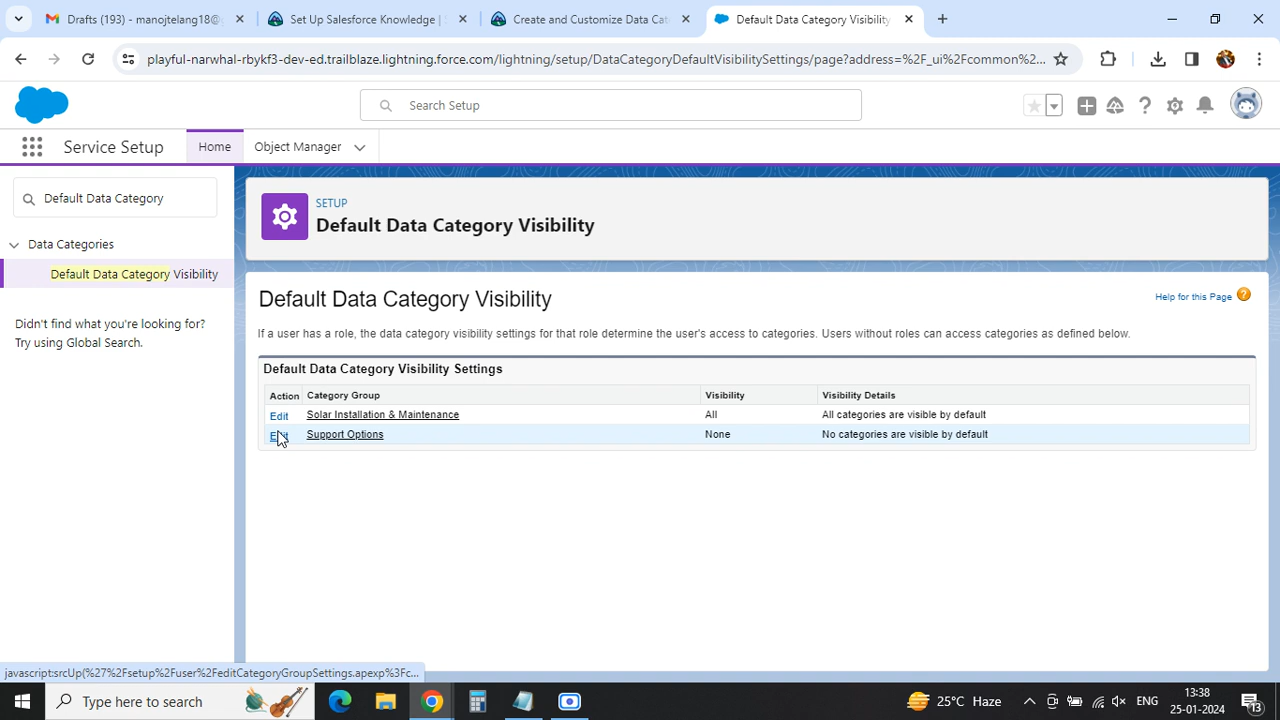 Drafts (193) – manojtelang18@
Set Up Salesforce Knowledge |
Create and Customize Data Cat
Default Data Category Visibility
playful-narwhal-rbykf3-dev-ed.trailblaze.lightning.force.com/lightning/setup/DataCategoryDefaultVisibilitySettings/page?address=%2F_ui%2Fcommon%2...
Search Setup
Service Setup
Home
Object Manager
Default Data Category
Data Categories
Default Data Category Visibility
Didn't find what you're looking for?
Try using Global Search.
SETUP
Default Data Category Visibility
Default Data Category Visibility
Help for this Page
If a user has a role, the data category visibility settings for that role determine the user's access to categories. Users without roles can access categories as defined below.
Default Data Category Visibility Settings
Action Category Group Visibility Visibility Details
Edit Solar Installation & Maintenance All All categories are visible by default
Edit Support Options None No categories are visible by default
javascript:srcUp(%27%2Fsetup%2Fuser%2FeditCategoryGroupSettings.apexp%3Fc...
Type here to search
25°C Haze
ENG
13:38
25-01-2024
13